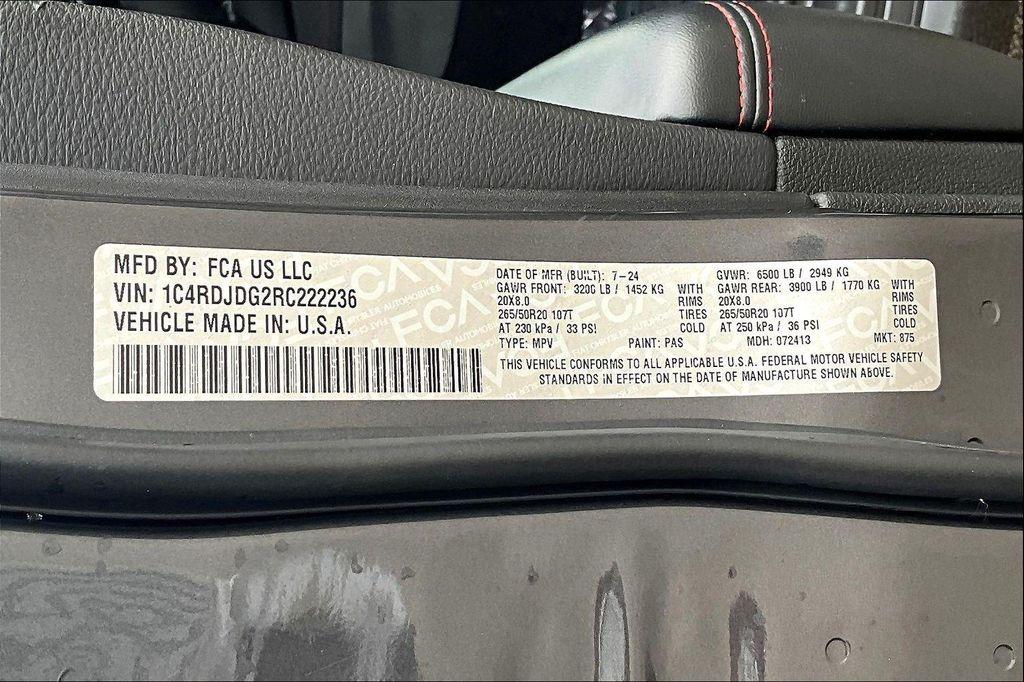 MFD BY: FCA US LLC
VIN: 1C4RDJDG2RC222236
VEHICLE MADE IN: U.S.A.
DATE OF MFR (BUILT): 7-24
GAWR FRONT: 3200 LB / 1452 KG WITH
20X8.0 RIMS
265/50R20 107T TIRES
AT 230 kPa / 33 PSI COLD
TYPE: MPV PAINT: PAS
GVWR: 6500 LB / 2949 KG
GAWR REAR: 3900 LB / 1770 KG WITH
20X8.0 RIMS
265/50R20 107T TIRES
AT 250 kPa / 36 PSI COLD
MDH: 072413 MKT: 875
THIS VEHICLE CONFORMS TO ALL APPLICABLE U.S.A. FEDERAL MOTOR VEHICLE SAFETY
STANDARDS IN EFFECT ON THE DATE OF MANUFACTURE SHOWN ABOVE.